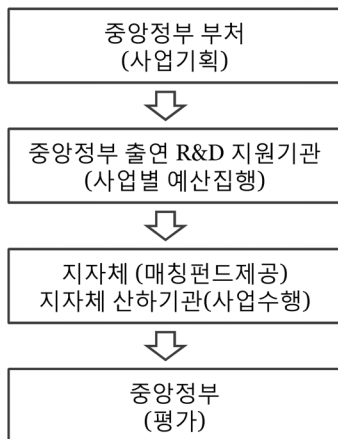 중앙정부 부처
(사업기획)
중앙정부 출연 R&D 지원기관
(사업별 예산집행)
지자체 (매칭펀드제공)
지자체 산하기관(사업수행)
중앙정부
(평가)